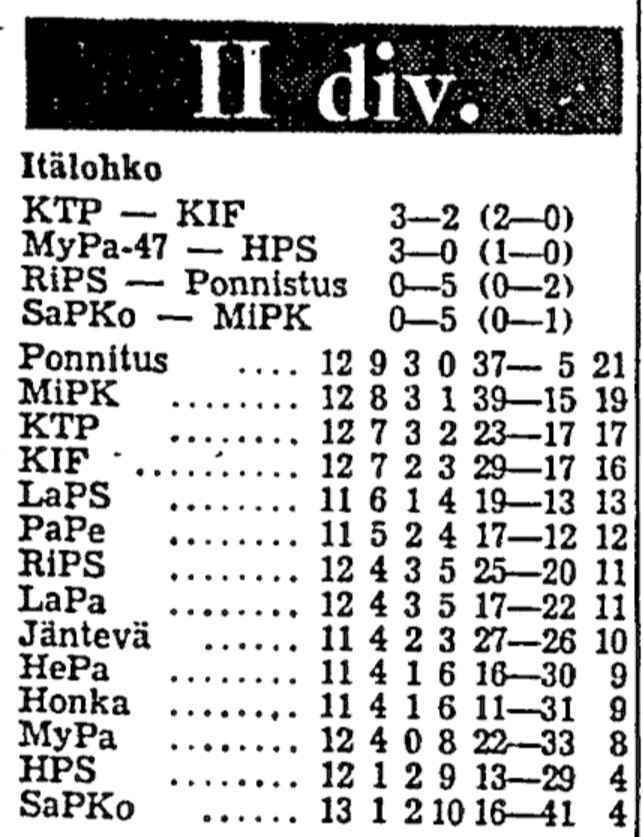 II div.
Itälohko
KTP — KIF 3—2 (2—0)
MyPa-47 — HPS 3—0 (1—0)
RiPS — Ponnistus 0—5 (0—2)
SaPKo — MiPK 0—5 (0—1)
Ponnitus .... 12 9 3 0 37— 5 21
MiPK ........ 12 8 3 1 39—15 19
KTP ........ 12 7 3 2 23—17 17
KIF .......... 12 7 2 3 29—17 16
LaPS ........ 11 6 1 4 19—13 13
PaPe ........ 11 5 2 4 17—12 12
RiPS ........ 12 4 3 5 25—20 11
LaPa ........ 12 4 3 5 17—22 11
Jäntevä ...... 11 4 2 3 27—26 10
HePa ........ 11 4 1 6 16—30 9
Honka ........ 11 4 1 6 11—31 9
MyPa ........ 12 4 0 8 22—33 8
HPS ........ 12 1 2 9 13—29 4
SaPKo ...... 13 1 2 10 16—41 4